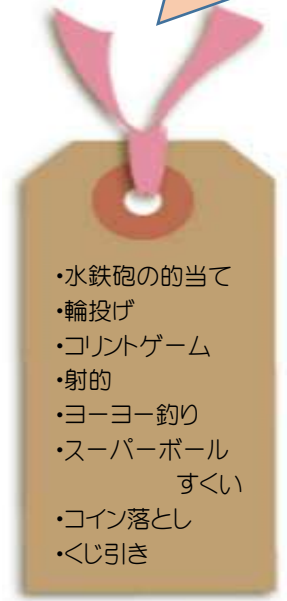 ・水鉄砲の的当て
・輪投げ
・コリントゲーム
・射的
・ヨーヨー釣り
・スーパーボール
すくい
・コイン落とし
・くじ引き